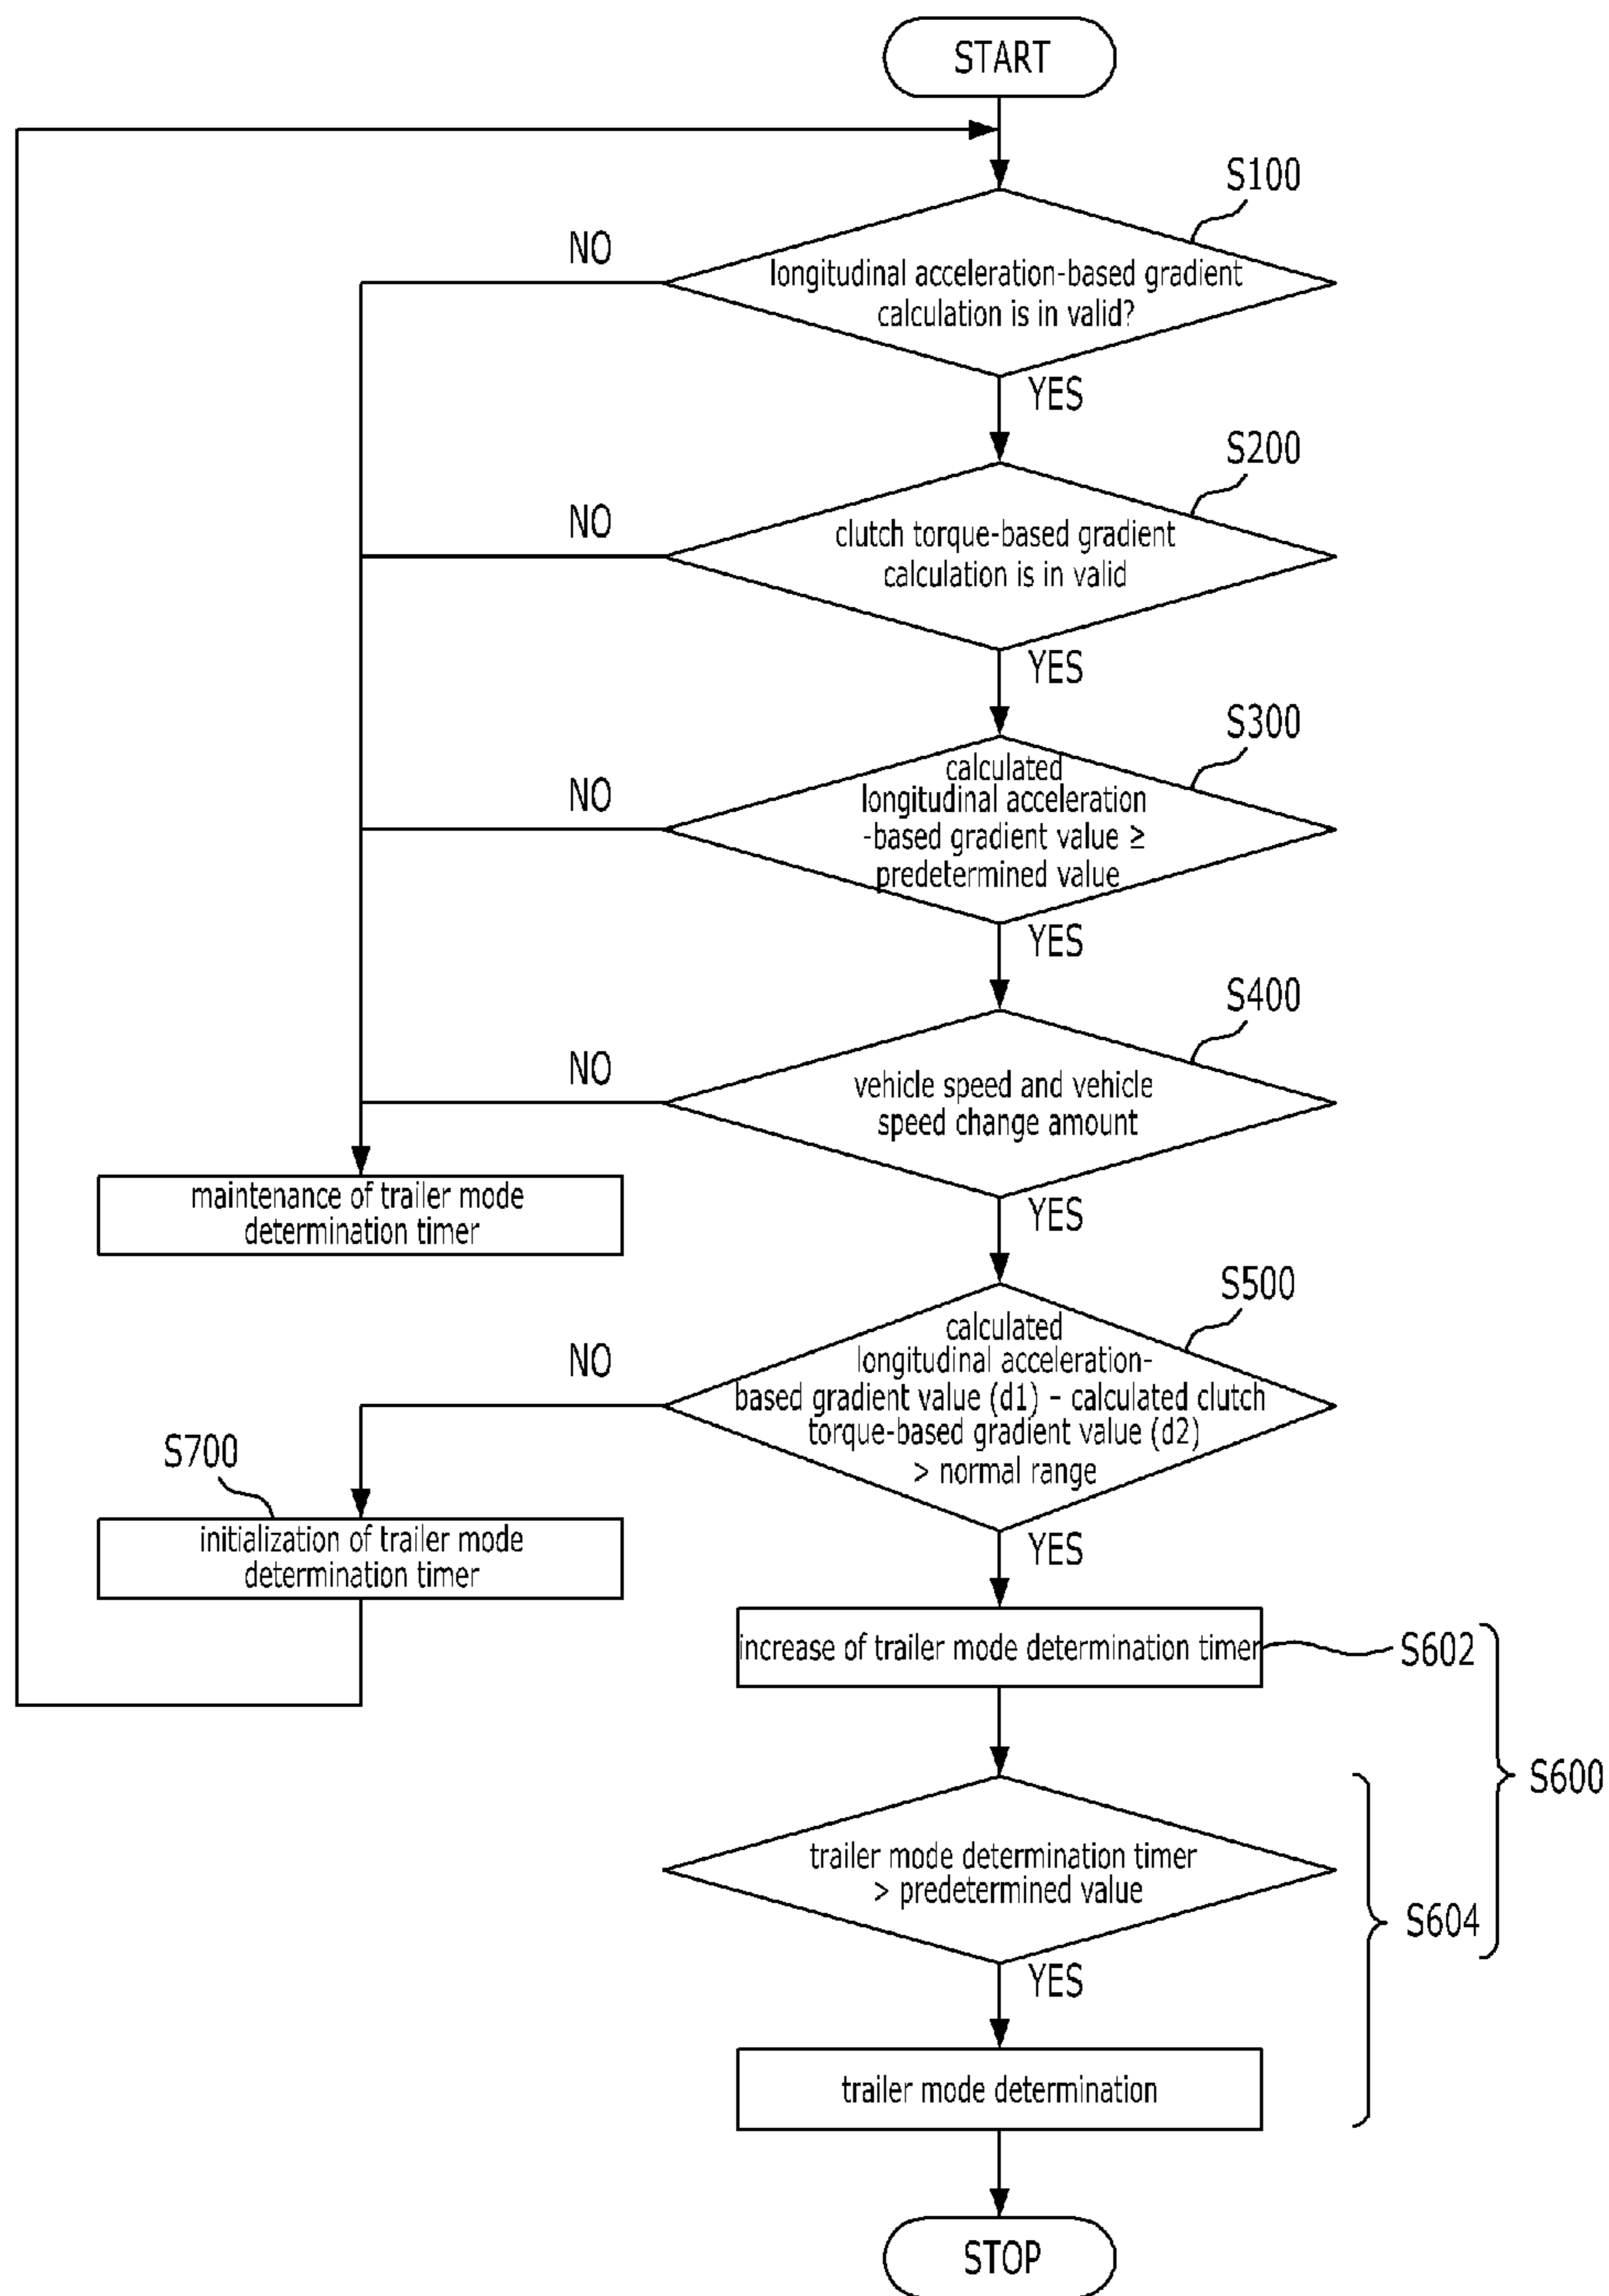 START
S100
NO
longitudinal acceleration-based gradient
calculation is in valid?
YES
S200
NO
clutch torque-based gradient
calculation is in valid
YES
S300
NO
calculated
longitudinal acceleration
-based gradient value ≥
predetermined value
YES
S400
NO
vehicle speed and vehicle
speed change amount
YES
maintenance of trailer mode
determination timer
S500
NO
calculated
longitudinal acceleration-
based gradient value (d1) – calculated clutch
torque-based gradient value (d2)
> normal range
YES
S700
initialization of trailer mode
determination timer
increase of trailer mode determination timer
S602
S600
trailer mode determination timer
> predetermined value
S604
YES
trailer mode determination
STOP